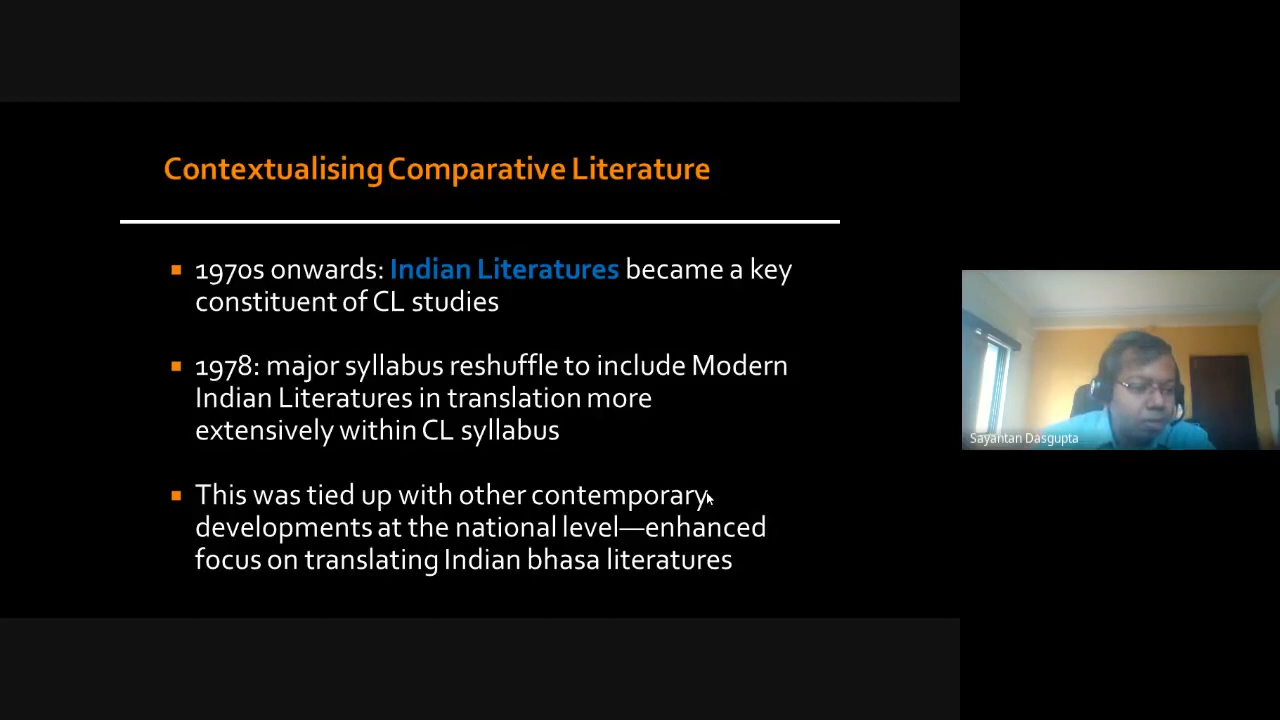 Contextualising Comparative Literature
1970s onwards: Indian Literatures became a key
constituent of CL studies
1978: major syllabus reshuffle to include Modern
Indian Literatures in translation more
extensively within CL syllabus
This was tied up with other contemporary
developments at the national level—enhanced
focus on translating Indian bhasa literatures
Sayantan Dasgupta